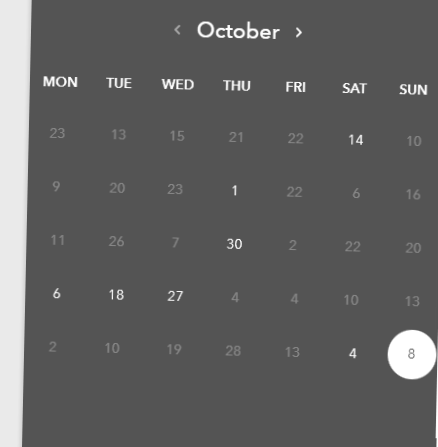 ‹ October ›
MON TUE WED THU FRI SAT SUN
23 13 15 21 22 14 10
9 20 23 1 22 6 16
11 26 7 30 2 22 20
6 18 27 4 4 10 13
2 10 19 28 13 4 8